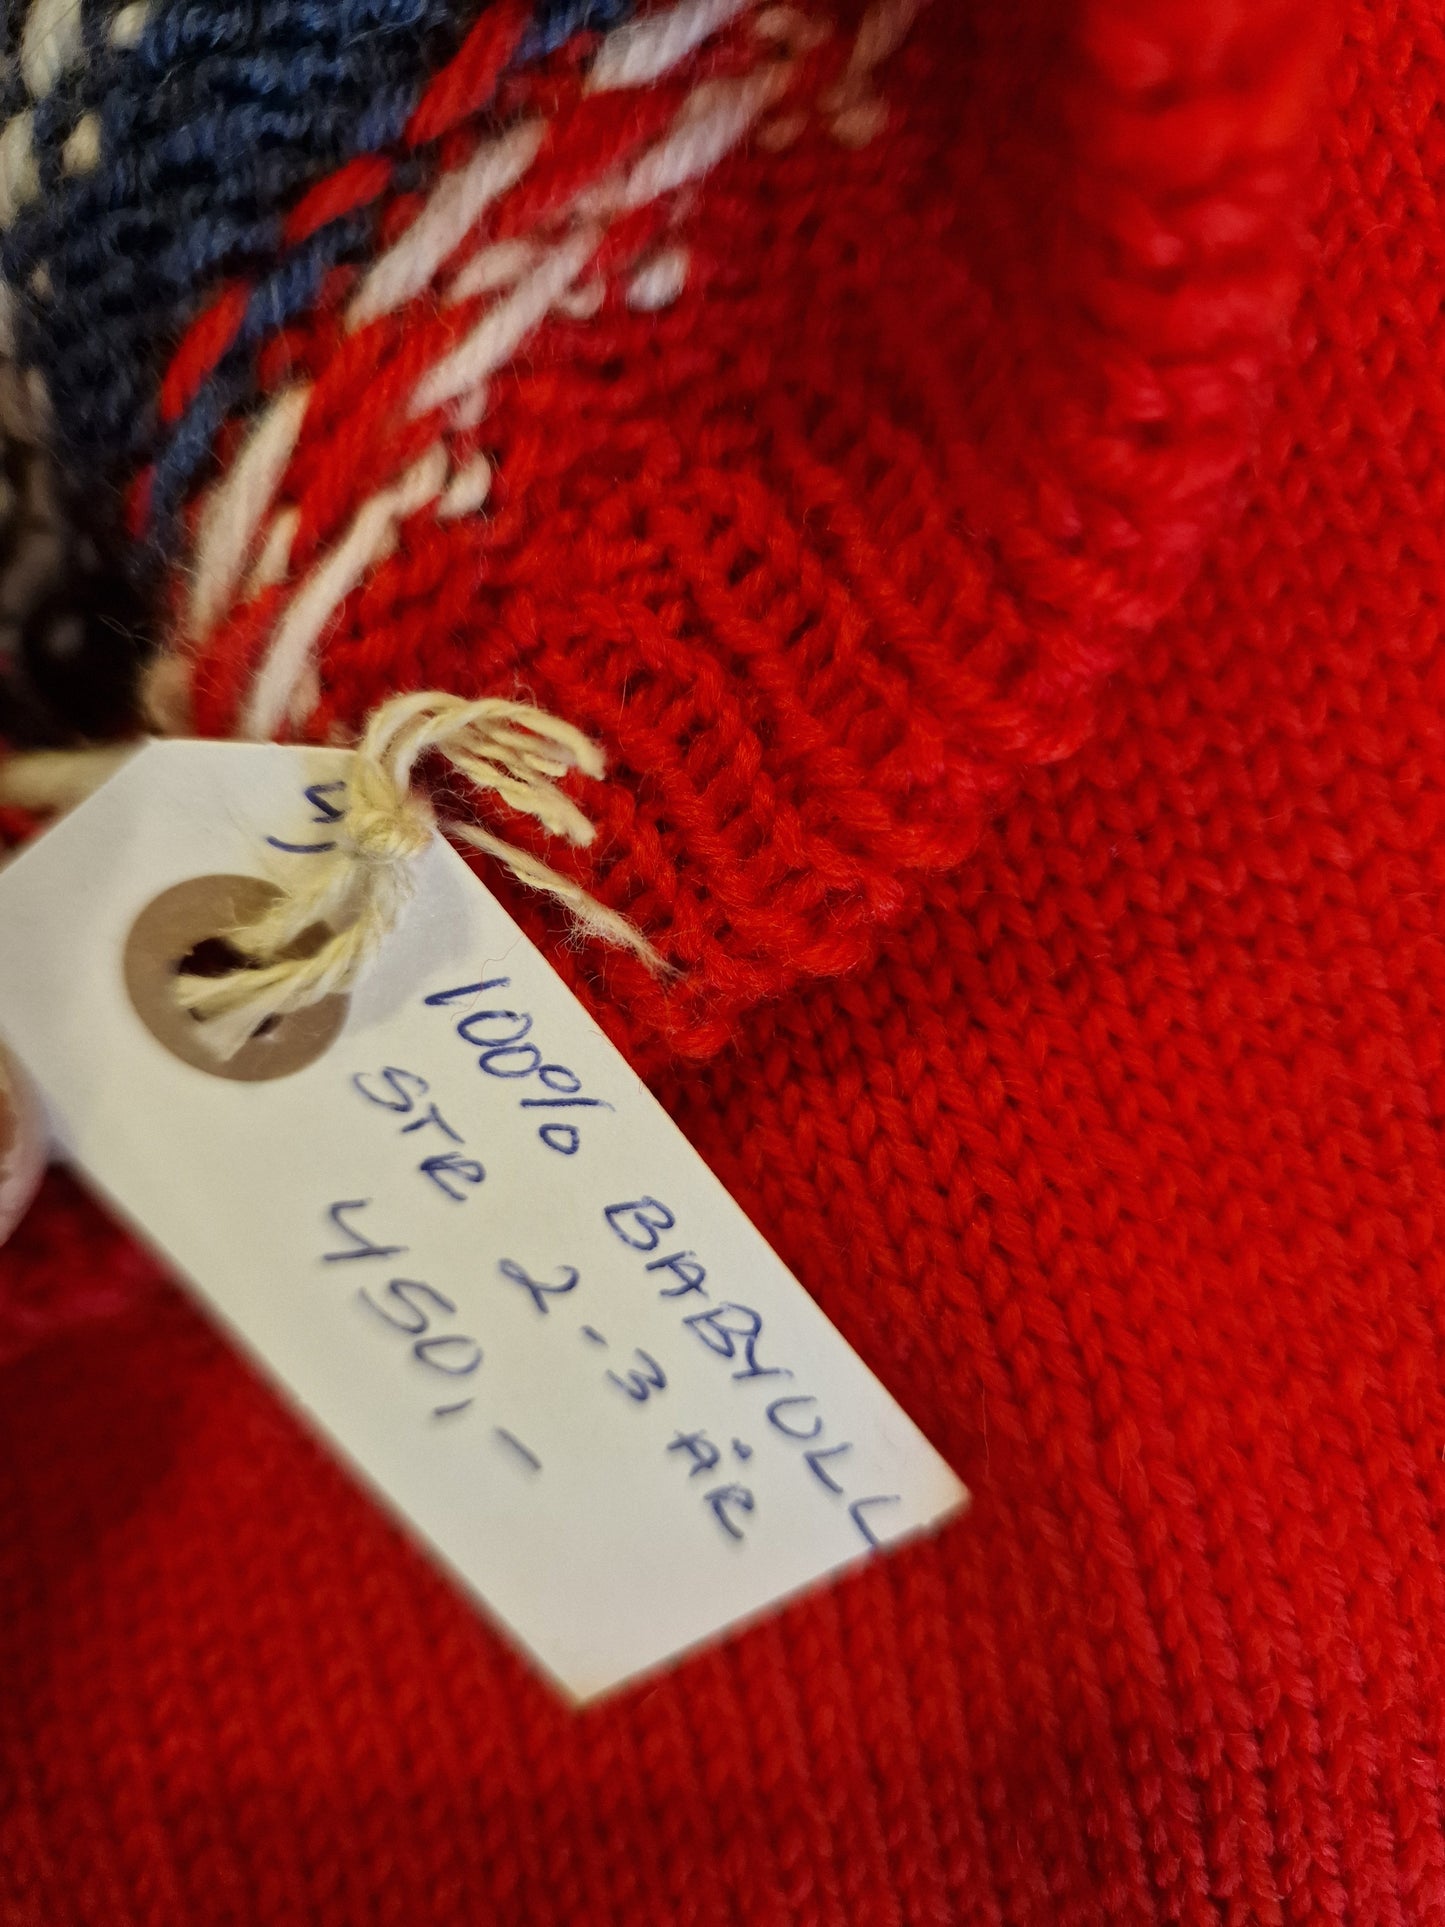 100% BABYULL
STR 2-3 ÅR
450,-